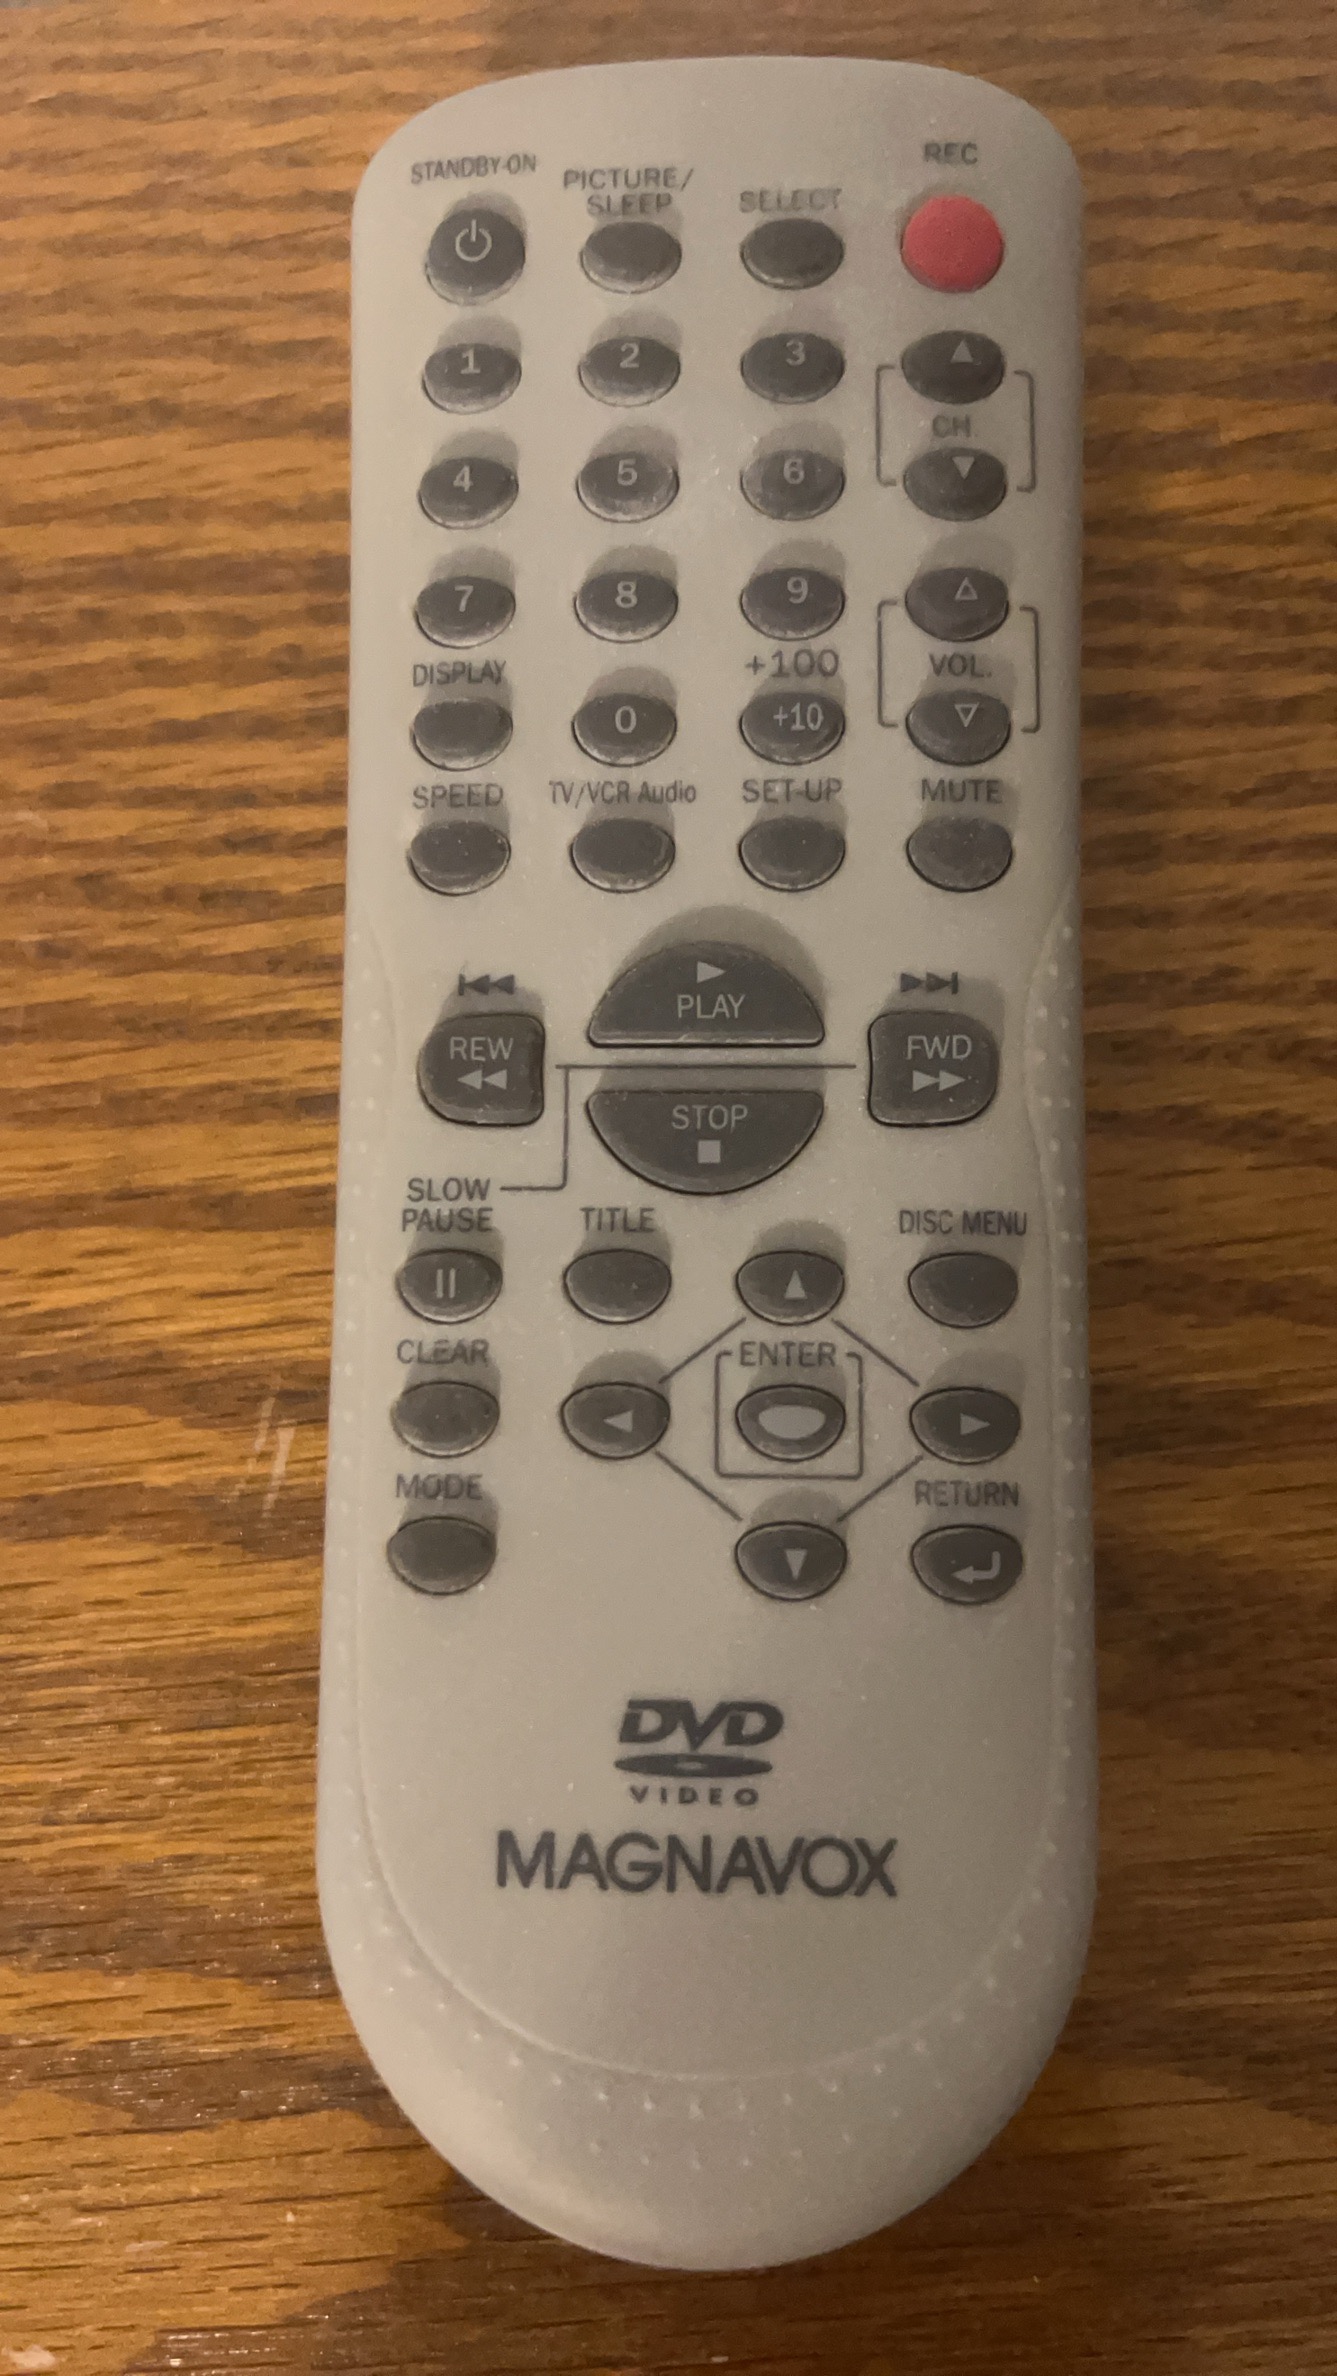 STANDBY-ON
PICTURE/
SLEEP
SELECT
REC
1
2
3
CH.
4
5
6
7
8
9
DISPLAY
0
+100
+10
VOL.
SPEED
TV/VCR Audio
SET-UP
MUTE
PLAY
REW
FWD
STOP
SLOW
PAUSE
TITLE
DISC MENU
CLEAR
ENTER
MODE
RETURN
DVD
VIDEO
MAGNAVOX